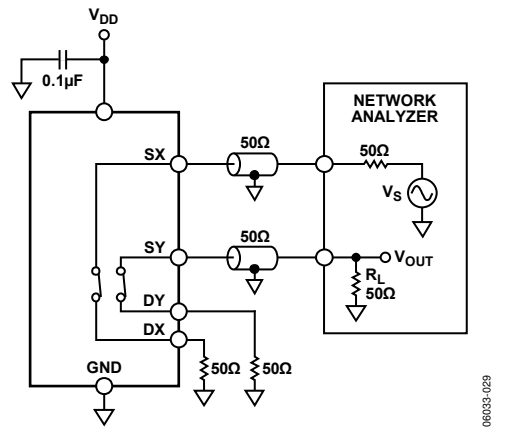 VDD
0.1µF
NETWORK
ANALYZER
50Ω
50Ω
SX
VS
50Ω
SY
VOUT
RL
50Ω
DY
DX
GND
50Ω
50Ω
06033-029